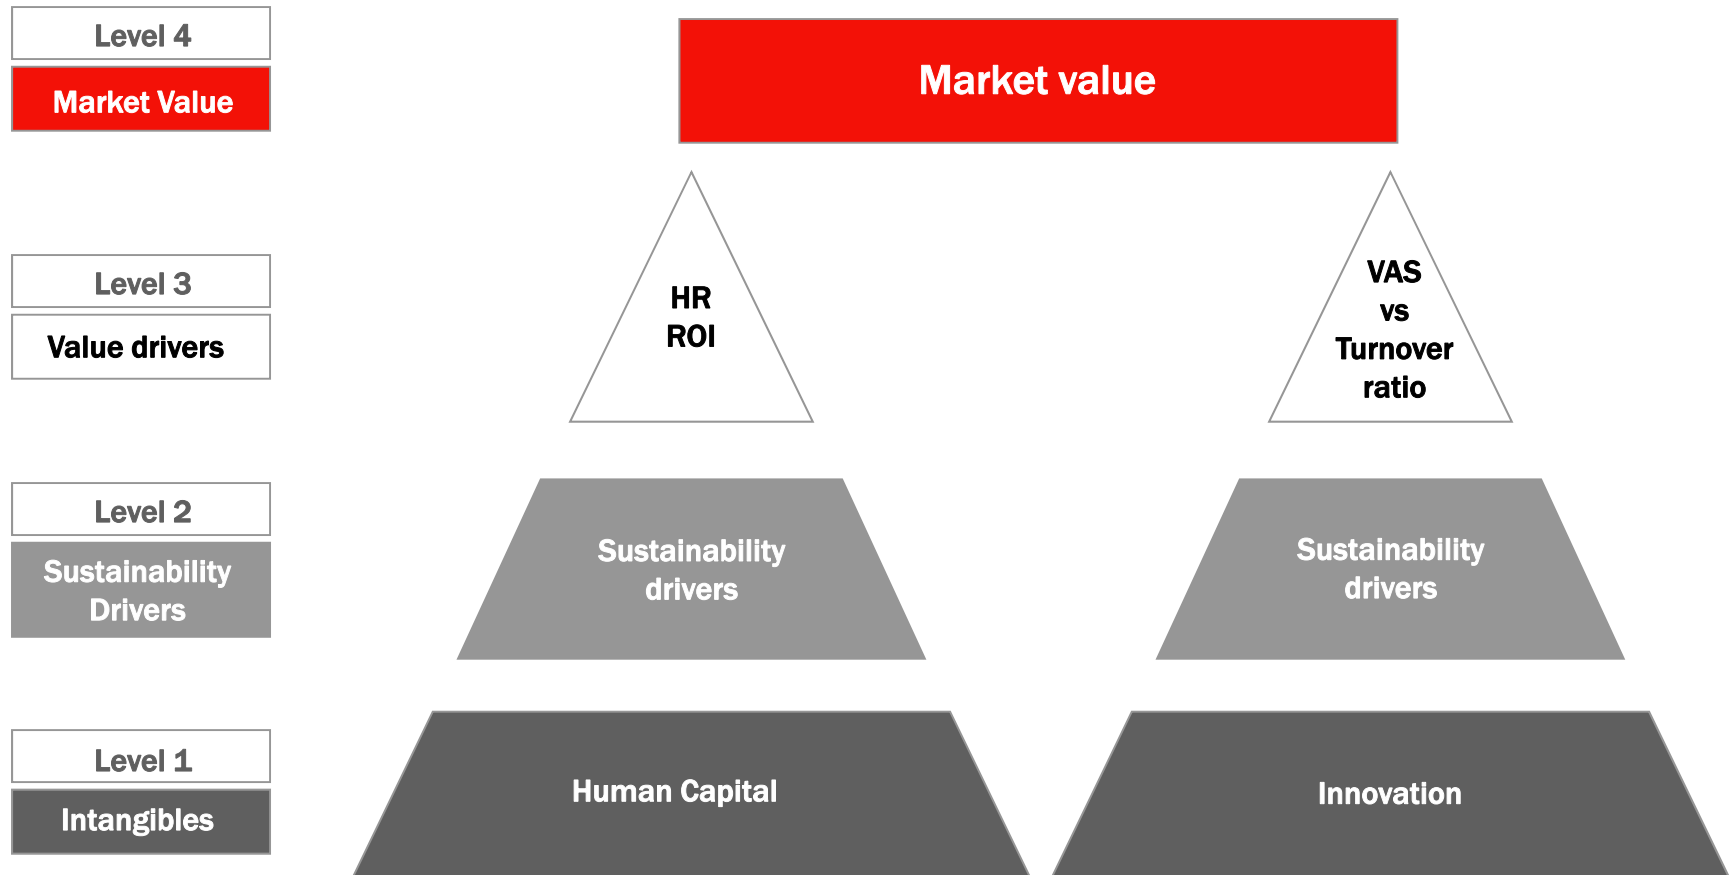 Level 4
Market Value
Market value
Level 3
Value drivers
HR
ROI
VAS
vs
Turnover
ratio
Level 2
Sustainability
Drivers
Sustainability
drivers
Sustainability
drivers
Level 1
Intangibles
Human Capital
Innovation